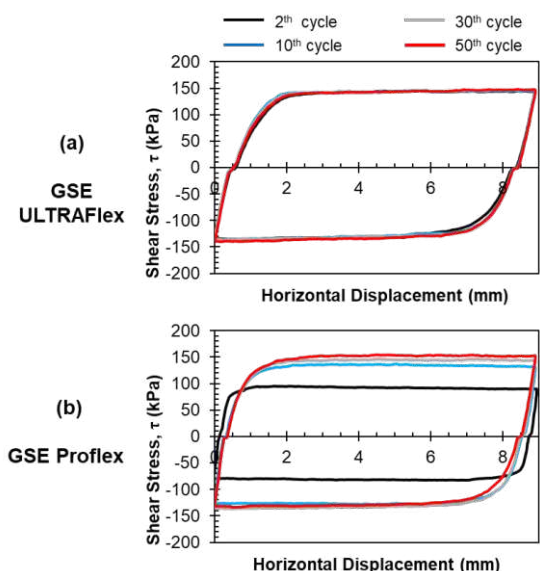 2th cycle
30th cycle
10th cycle
50th cycle
(a)
GSE
ULTRAFlex
Shear Stress, τ (kPa)
200
150
100
50
0
-50
-100
-150
-200
0 2 4 6 8
Horizontal Displacement (mm)
(b)
GSE Proflex
Shear Stress, τ (kPa)
200
150
100
50
0
-50
-100
-150
-200
0 2 4 6 8
Horizontal Displacement (mm)